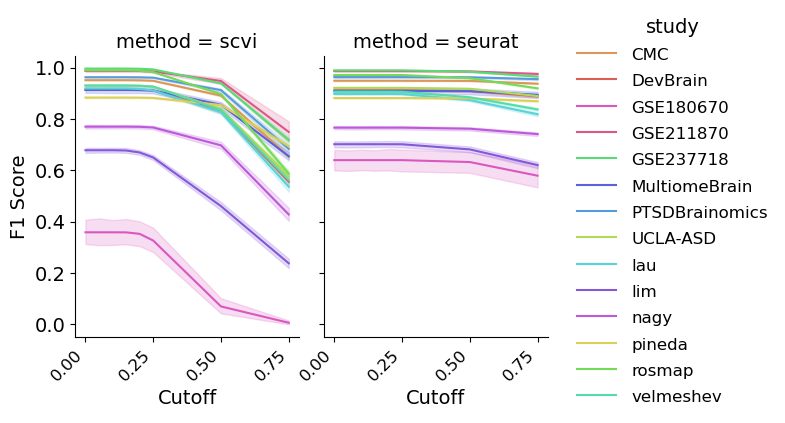 method = scvi
method = seurat
study
CMC
DevBrain
GSE180670
GSE211870
GSE237718
MultiomeBrain
PTSDBrainomics
UCLA-ASD
lau
lim
nagy
pineda
rosmap
velmeshev
F1 Score
1.0
0.8
0.6
0.4
0.2
0.0
0.00
0.25
0.50
0.75
Cutoff
0.00
0.25
0.50
0.75
Cutoff